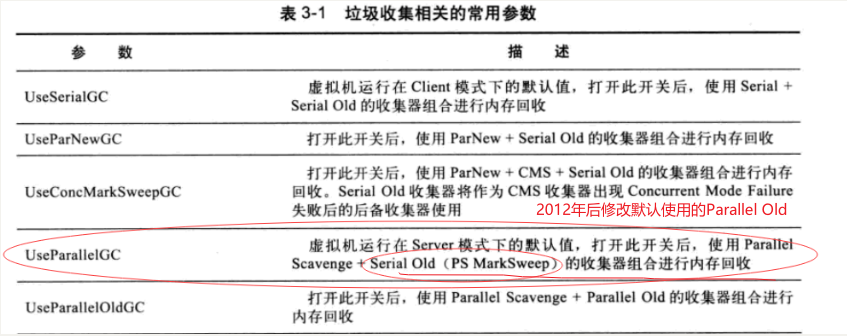 表 3-1 垃圾收集相关的常用参数
参 数 描 述
UseSerialGC
虚拟机运行在 Client 模式下的默认值，打开此开关后，使用 Serial +
Serial Old 的收集器组合进行内存回收
UseParNewGC 打开此开关后，使用 ParNew + Serial Old 的收集器组合进行内存回收
UseConcMarkSweepGC
打开此开关后，使用 ParNew + CMS + Serial Old 的收集器组合进行内存
回收。Serial Old 收集器将作为 CMS 收集器出现 Concurrent Mode Failure
失败后的后备收集器使用
2012年后修改默认使用的Parallel Old
UseParallelGC
虚拟机运行在 Server 模式下的默认值，打开此开关后，使用 Parallel
Scavenge + Serial Old（PS MarkSweep）的收集器组合进行内存回收
UseParallelOldGC
打开此开关后，使用 Parallel Scavenge + Parallel Old 的收集器组合进行
内存回收